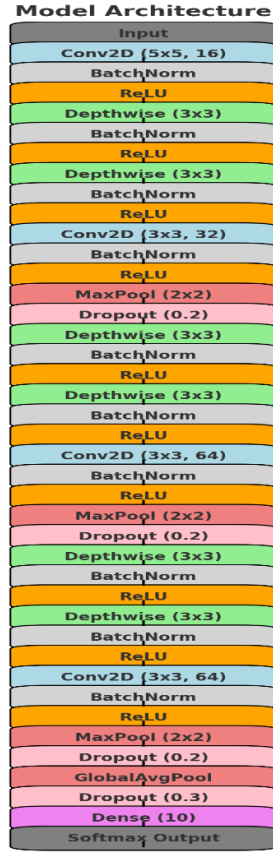 Model Architecture
Input
Conv2D (5x5, 16)
BatchNorm
ReLU
Depthwise (3x3)
BatchNorm
ReLU
Depthwise (3x3)
BatchNorm
ReLU
Conv2D (3x3, 32)
BatchNorm
ReLU
MaxPool (2x2)
Dropout (0.2)
Depthwise (3x3)
BatchNorm
ReLU
Depthwise (3x3)
BatchNorm
ReLU
Conv2D (3x3, 64)
BatchNorm
ReLU
MaxPool (2x2)
Dropout (0.2)
Depthwise (3x3)
BatchNorm
ReLU
Depthwise (3x3)
BatchNorm
ReLU
Conv2D (3x3, 64)
BatchNorm
ReLU
MaxPool (2x2)
Dropout (0.2)
GlobalAvgPool
Dropout (0.3)
Dense (10)
Softmax Output